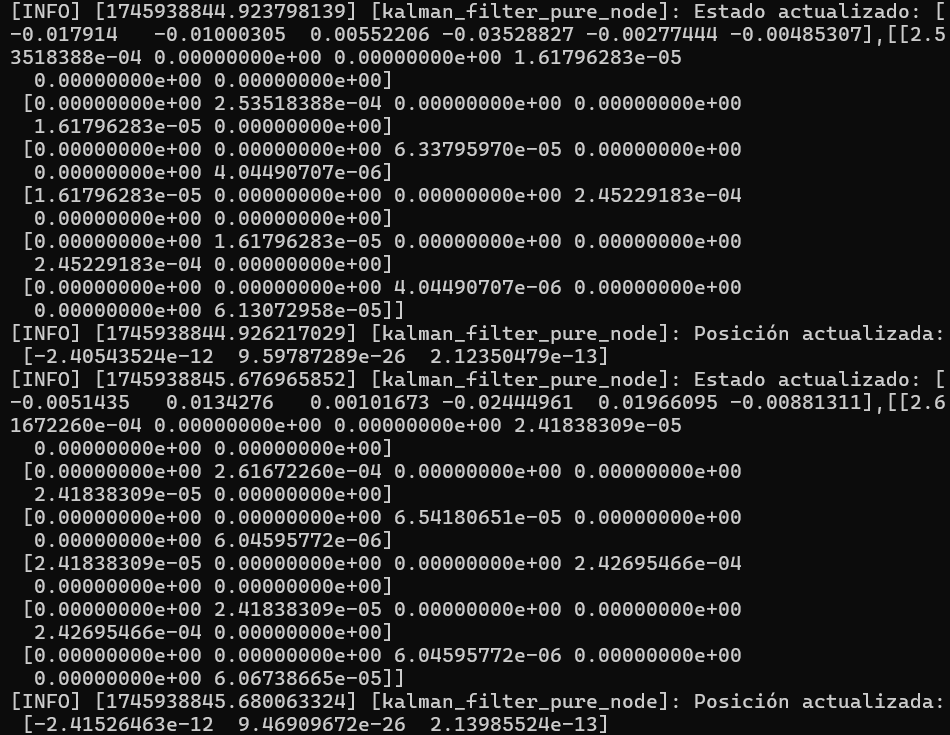 [INFO] [1745938844.923798139] [kalman_filter_pure_node]: Estado actualizado: [
-0.017914   -0.01000305  0.00552206 -0.03528827 -0.00277444 -0.00485307],[[2.5
3518388e-04 0.00000000e+00 0.00000000e+00 1.61796283e-05
  0.00000000e+00 0.00000000e+00]
 [0.00000000e+00 2.53518388e-04 0.00000000e+00 0.00000000e+00
  1.61796283e-05 0.00000000e+00]
 [0.00000000e+00 0.00000000e+00 6.33795970e-05 0.00000000e+00
  0.00000000e+00 4.04490707e-06]
 [1.61796283e-05 0.00000000e+00 0.00000000e+00 2.45229183e-04
  0.00000000e+00 0.00000000e+00]
 [0.00000000e+00 1.61796283e-05 0.00000000e+00 0.00000000e+00
  2.45229183e-04 0.00000000e+00]
 [0.00000000e+00 0.00000000e+00 4.04490707e-06 0.00000000e+00
  0.00000000e+00 6.13072958e-05]]
[INFO] [1745938844.926217029] [kalman_filter_pure_node]: Posición actualizada:
 [-2.40543524e-12  9.59787289e-26  2.12350479e-13]
[INFO] [1745938845.676965852] [kalman_filter_pure_node]: Estado actualizado: [
-0.0051435   0.0134276   0.00101673 -0.02444961  0.01966095 -0.00881311],[[2.6
1672260e-04 0.00000000e+00 0.00000000e+00 2.41838309e-05
  0.00000000e+00 0.00000000e+00]
 [0.00000000e+00 2.61672260e-04 0.00000000e+00 0.00000000e+00
  2.41838309e-05 0.00000000e+00]
 [0.00000000e+00 0.00000000e+00 6.54180651e-05 0.00000000e+00
  0.00000000e+00 6.04595772e-06]
 [2.41838309e-05 0.00000000e+00 0.00000000e+00 2.42695466e-04
  0.00000000e+00 0.00000000e+00]
 [0.00000000e+00 2.41838309e-05 0.00000000e+00 0.00000000e+00
  2.42695466e-04 0.00000000e+00]
 [0.00000000e+00 0.00000000e+00 6.04595772e-06 0.00000000e+00
  0.00000000e+00 6.06738665e-05]]
[INFO] [1745938845.680063324] [kalman_filter_pure_node]: Posición actualizada:
 [-2.41526463e-12  9.46909672e-26  2.13985524e-13]